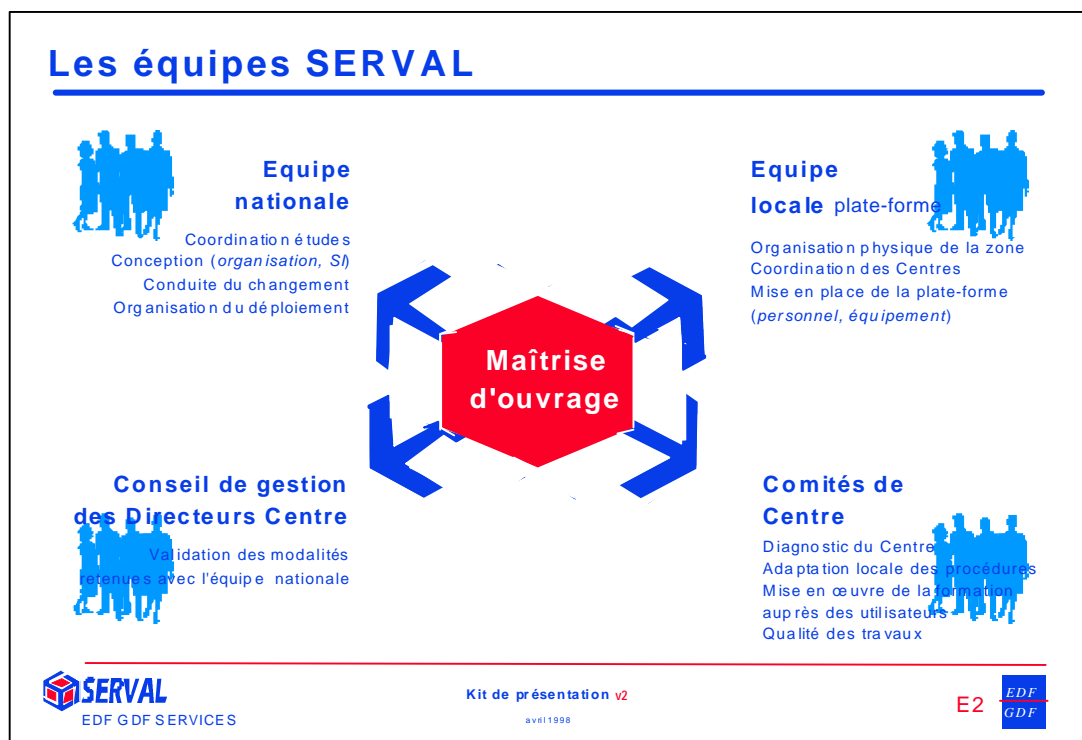 Les équipes SERVAL
Equipe
nationale
Coordination études
Conception (organisation, SI)
Conduite du changement
Organisation du déploiement
Equipe
locale plate-forme
Organisation physique de la zone
Coordination des Centres
Mise en place de la plate-forme
(personnel, équipement)
Maîtrise
d'ouvrage
Conseil de gestion
des Directeurs Centre
Validation des modalités
retenues avec l'équipe nationale
Comités de
Centre
Diagnostic du Centre
Adaptation locale des procédures
Mise en œuvre de la formation
auprès des utilisateurs
Qualité des travaux
SERVAL
EDF GDF SERVICES
Kit de présentation v2
avril 1998
E2
EDF
GDF